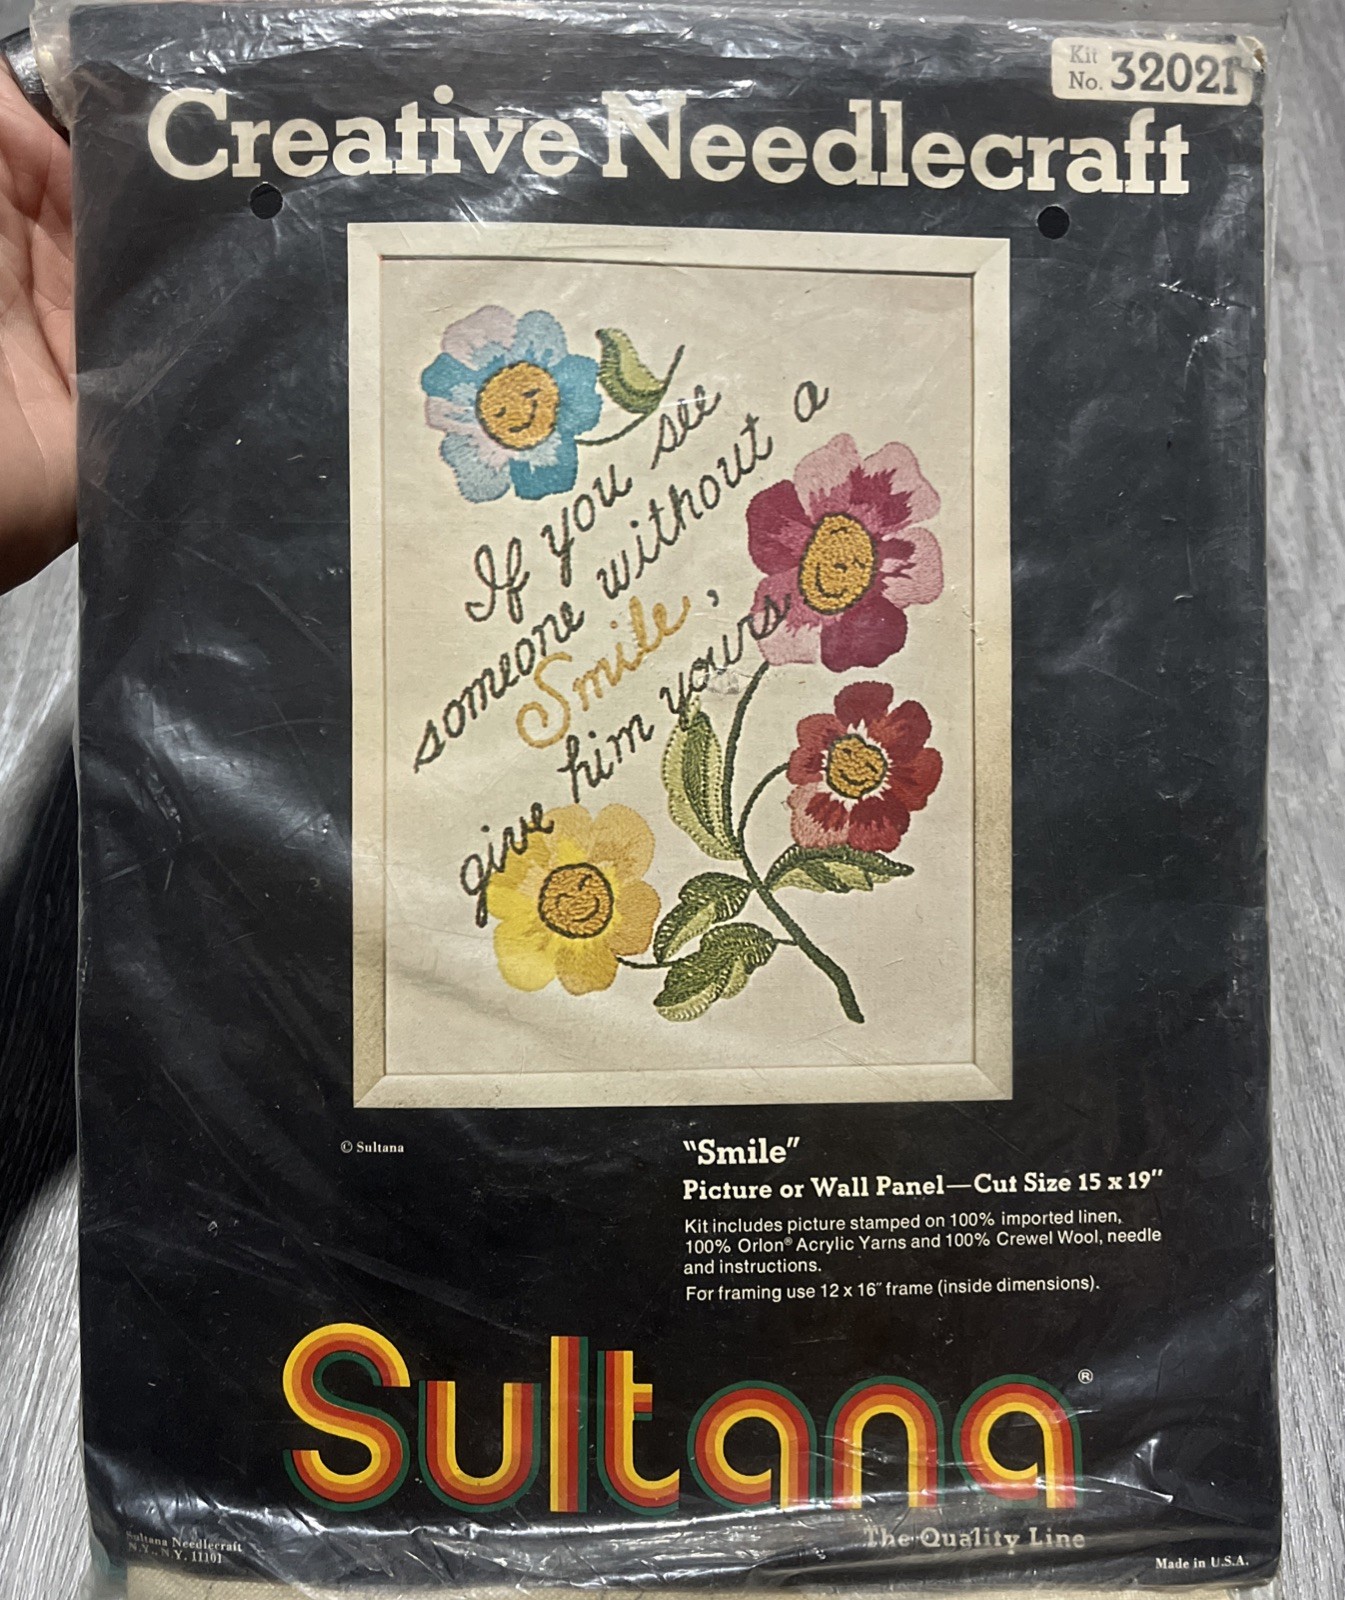 Kit
No. 32021
Creative Needlecraft
If you see
someone without a
Smile,
give him yours
© Sultana
"Smile"
Picture or Wall Panel—Cut Size 15 x 19"
Kit includes picture stamped on 100% imported linen,
100% Orlon® Acrylic Yarns and 100% Crewel Wool, needle
and instructions.
For framing use 12 x 16" frame (inside dimensions).
Sultana®
The Quality Line
Sultana Needlecraft
N.Y., N.Y. 11101
Made in U.S.A.